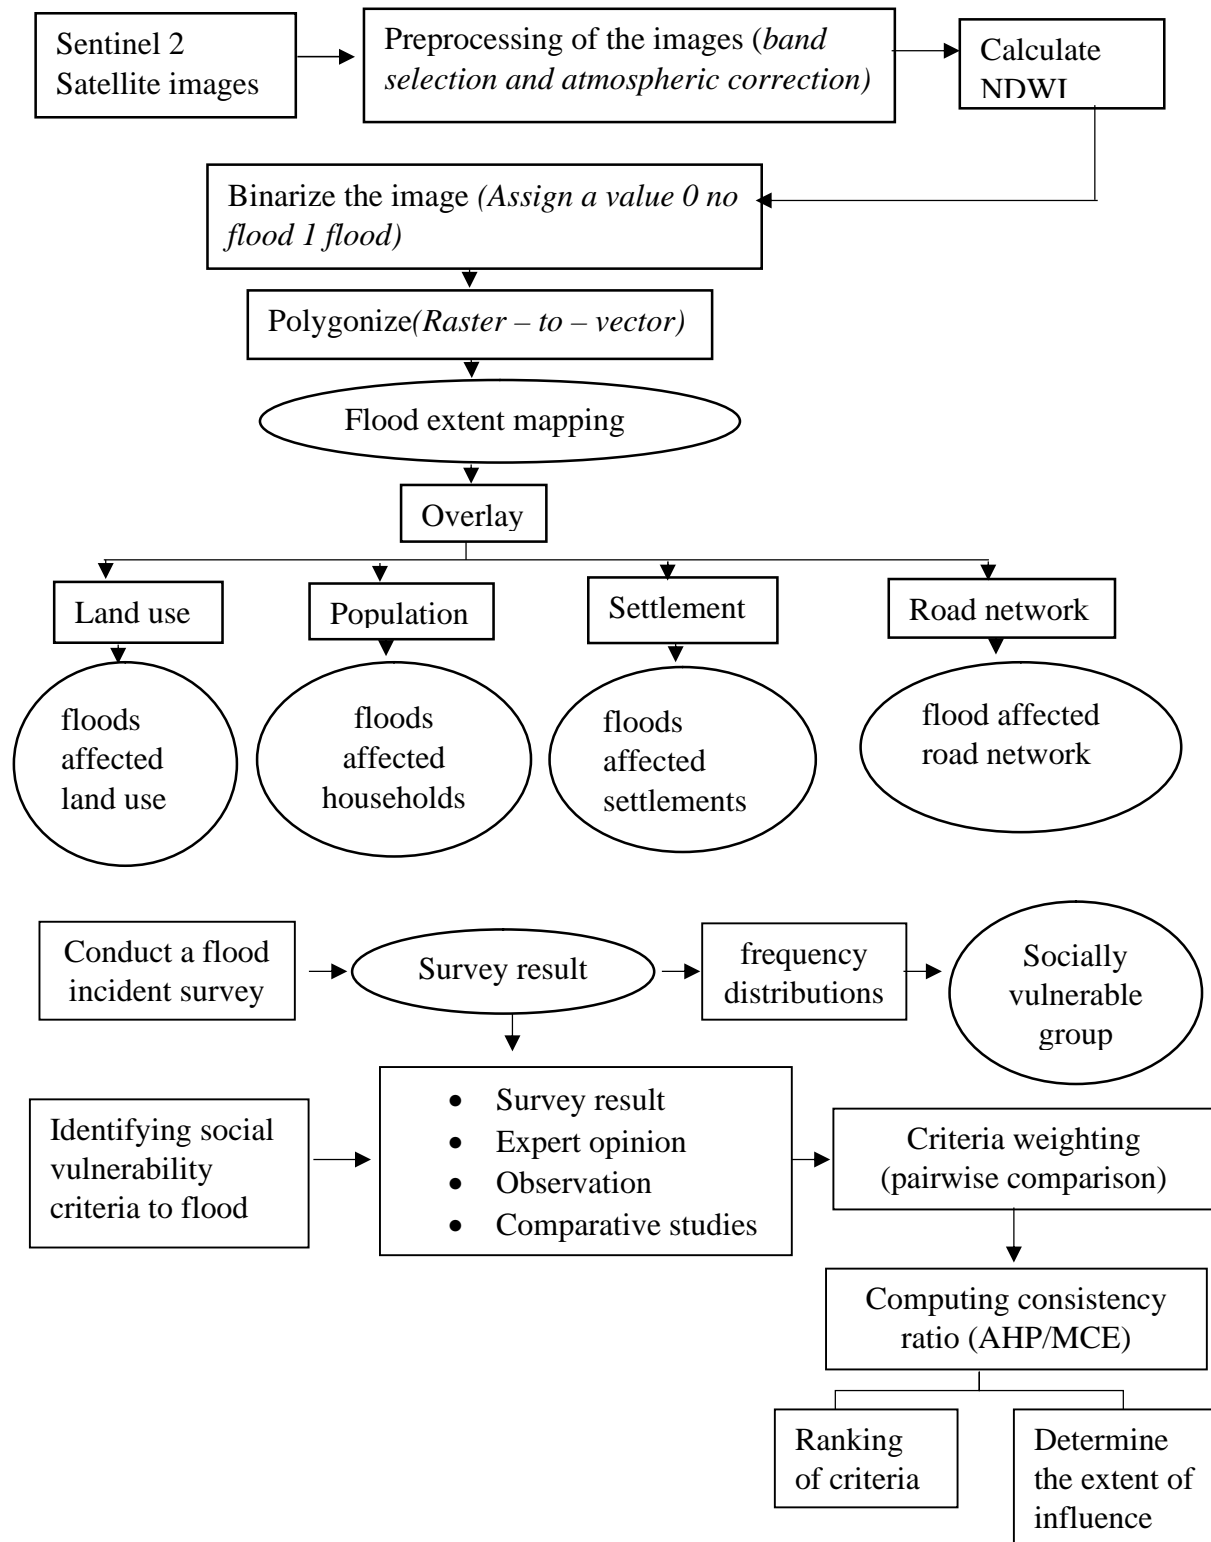 Sentinel 2
Satellite images
Preprocessing of the images (band
selection and atmospheric correction)
Calculate
NDWI
Binarize the image (Assign a value 0 no
flood 1 flood)
Polygonize(Raster – to – vector)
Flood extent mapping
Overlay
Land use
Population
Settlement
Road network
floods
affected
land use
floods
affected
households
floods
affected
settlements
flood affected
road network
Conduct a flood
incident survey
Survey result
frequency
distributions
Socially
vulnerable
group
Identifying social
vulnerability
criteria to flood
• Survey result
• Expert opinion
• Observation
• Comparative studies
Criteria weighting
(pairwise comparison)
Computing consistency
ratio (AHP/MCE)
Ranking
of criteria
Determine
the extent of
influence